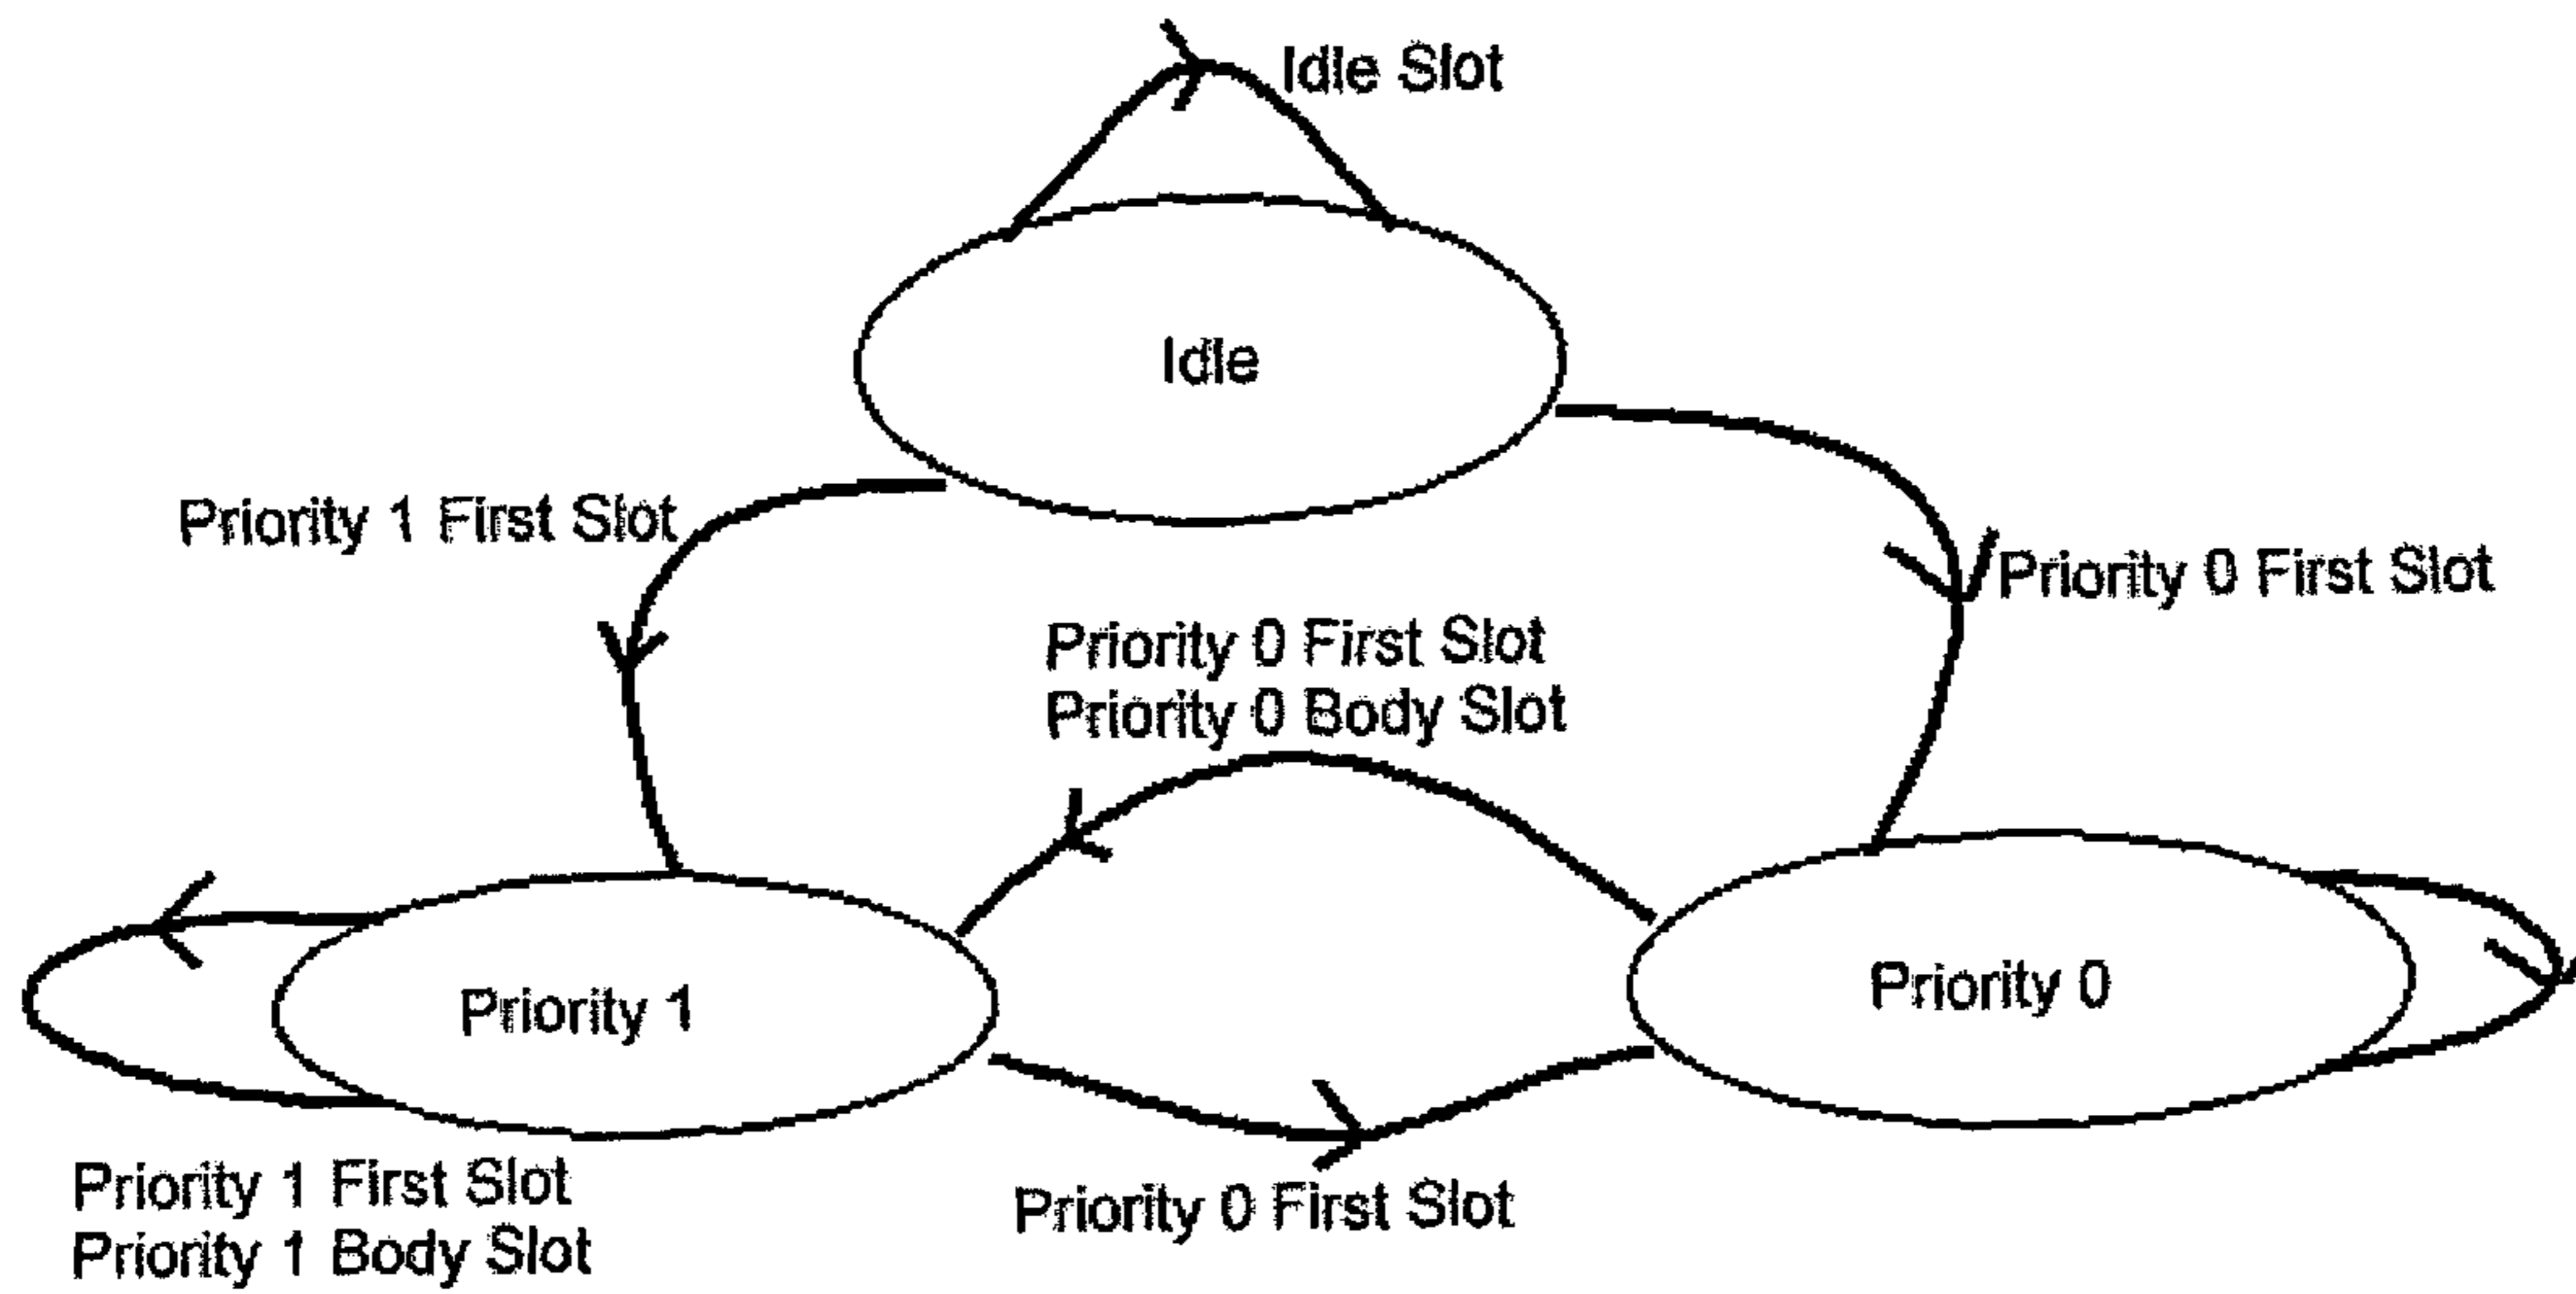 Idle Slot
Idle
Priority 1 First Slot
Priority 0 First Slot
Priority 0 First Slot
Priority 0 Body Slot
Priority 1
Priority 0
Priority 1 First Slot
Priority 1 Body Slot
Priority 0 First Slot